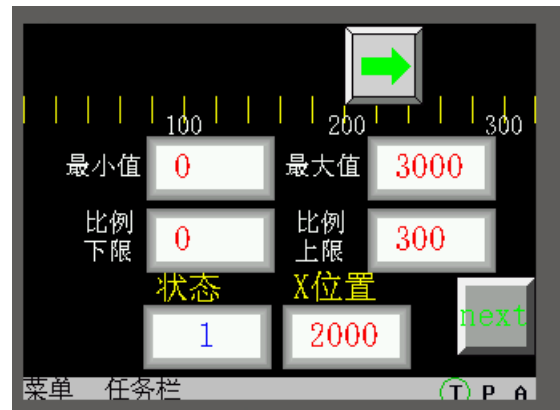 100 200 300
最小值 0 最大值 3000
比例下限 0 比例上限 300
状态 X位置
1 2000 next
菜单 任务栏 T P A